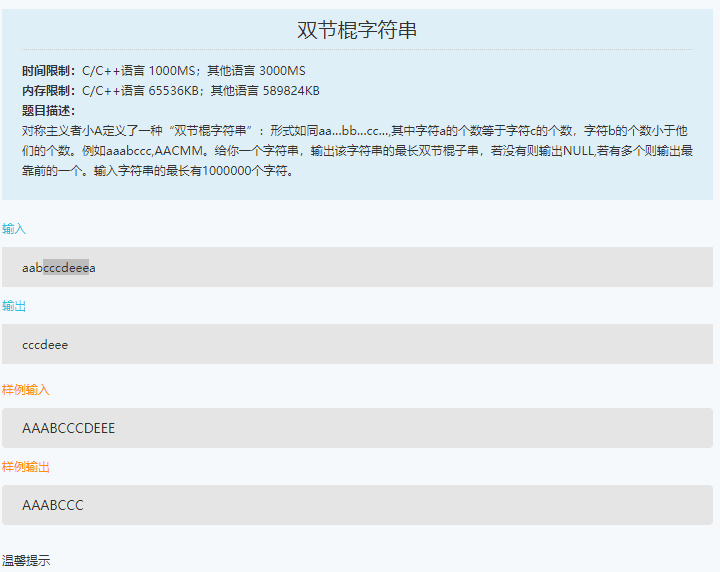 双节棍字符串
时间限制：C/C++语言 1000MS；其他语言 3000MS
内存限制：C/C++语言 65536KB；其他语言 589824KB
题目描述：
对称主义者小A定义了一种“双节棍字符串”：形式如同aa...bb...cc...,其中字符a的个数等于字符c的个数，字符b的个数小于他
们的个数。例如aaabccc,AACMM。给你一个字符串，输出该字符串的最长双节棍子串，若没有则输出NULL,若有多个则输出最
靠前的一个。输入字符串的最长有1000000个字符。
输入
aabcccdeeea
输出
cccdeee
样例输入
AAABCCCDEEE
样例输出
AAABCCC
温馨提示